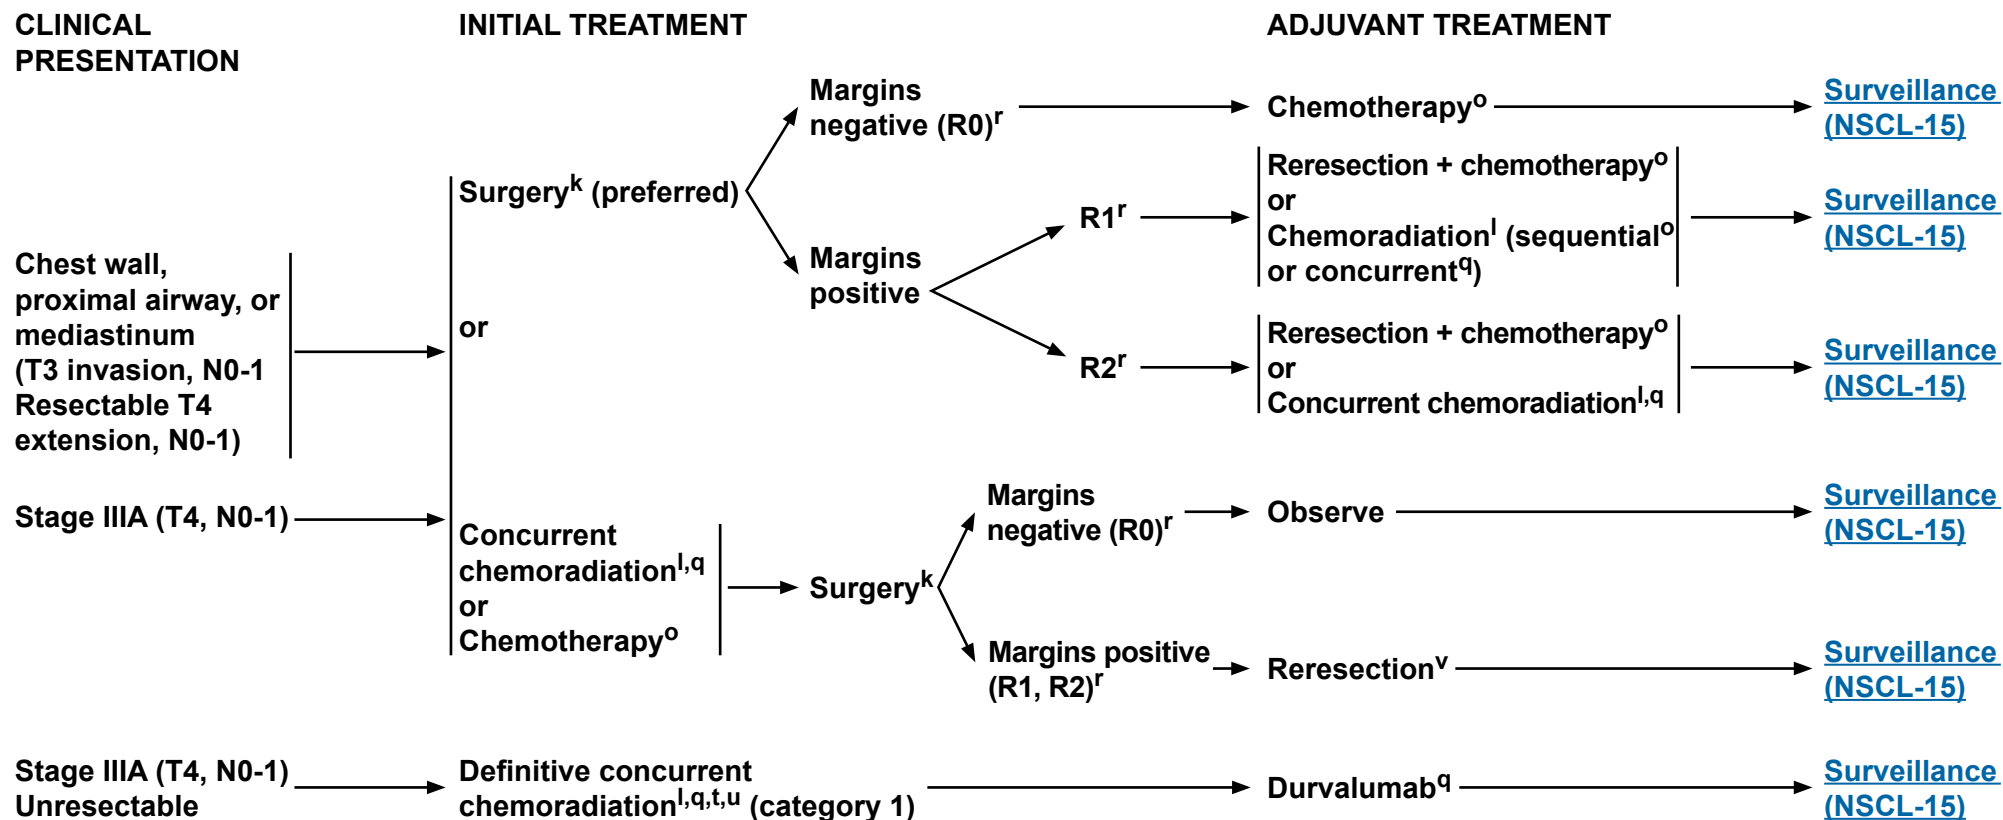 CLINICAL
PRESENTATION
INITIAL TREATMENT
ADJUVANT TREATMENT
Chest wall,
proximal airway, or
mediastinum
(T3 invasion, N0-1
Resectable T4
extension, N0-1)
Stage IIIA (T4, N0-1)
Surgeryᵏ (preferred)
or
Concurrent
chemoradiationˡ,q
or
Chemotherapyᵒ
Margins
negative (R0)ʳ
Chemotherapyᵒ
Surveillance
(NSCL-15)
Margins
positive
R1ʳ
Reresection + chemotherapyᵒ
or
Chemoradiationˡ (sequentialᵒ
or concurrentq)
Surveillance
(NSCL-15)
R2ʳ
Reresection + chemotherapyᵒ
or
Concurrent chemoradiationˡ,q
Surveillance
(NSCL-15)
Surgeryᵏ
Margins
negative (R0)ʳ
Observe
Surveillance
(NSCL-15)
Margins positive
(R1, R2)ʳ
Reresectionᵛ
Surveillance
(NSCL-15)
Stage IIIA (T4, N0-1)
Unresectable
Definitive concurrent
chemoradiationˡ,q,t,u (category 1)
Durvalumabq
Surveillance
(NSCL-15)